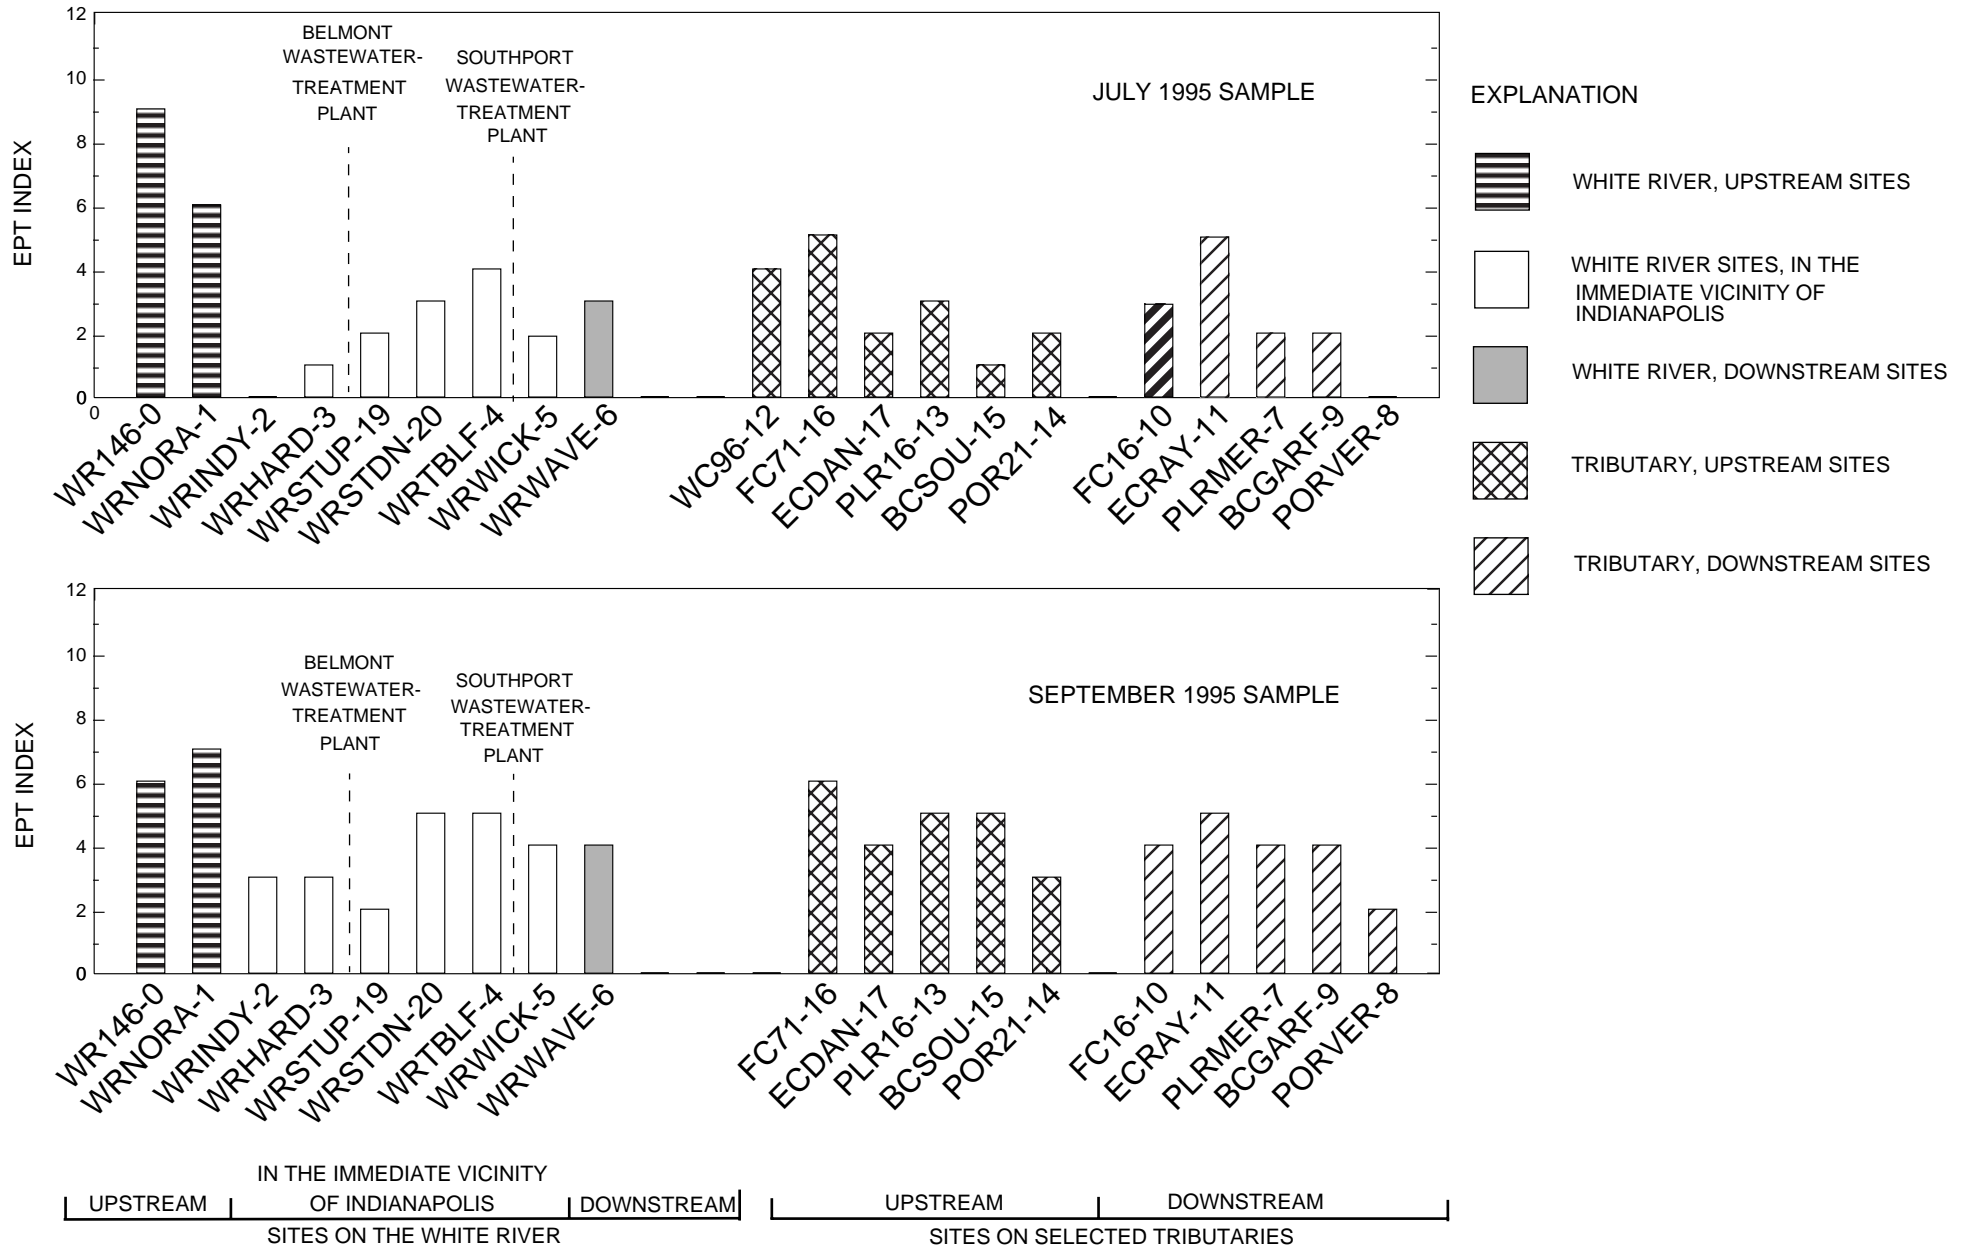 12
10
8
6
4
2
0
0
EPT INDEX
BELMONT
WASTEWATER-
TREATMENT
PLANT
SOUTHPORT
WASTEWATER-
TREATMENT
PLANT
JULY 1995 SAMPLE
WR146-0
WRNORA-1
WRINDY-2
WRHARD-3
WRSTUP-19
WRSTDN-20
WRTBLF-4
WRWICK-5
WRWAVE-6
WC96-12
FC71-16
ECDAN-17
PLR16-13
BCSOU-15
POR21-14
FC16-10
ECRAY-11
PLRMER-7
BCGARF-9
PORVER-8
EXPLANATION
WHITE RIVER, UPSTREAM SITES
WHITE RIVER SITES, IN THE
IMMEDIATE VICINITY OF
INDIANAPOLIS
WHITE RIVER, DOWNSTREAM SITES
TRIBUTARY, UPSTREAM SITES
TRIBUTARY, DOWNSTREAM SITES
12
10
8
6
4
2
0
EPT INDEX
BELMONT
WASTEWATER-
TREATMENT
PLANT
SOUTHPORT
WASTEWATER-
TREATMENT
PLANT
SEPTEMBER 1995 SAMPLE
WR146-0
WRNORA-1
WRINDY-2
WRHARD-3
WRSTUP-19
WRSTDN-20
WRTBLF-4
WRWICK-5
WRWAVE-6
FC71-16
ECDAN-17
PLR16-13
BCSOU-15
POR21-14
FC16-10
ECRAY-11
PLRMER-7
BCGARF-9
PORVER-8
UPSTREAM
IN THE IMMEDIATE VICINITY
OF INDIANAPOLIS
DOWNSTREAM
SITES ON THE WHITE RIVER
UPSTREAM
DOWNSTREAM
SITES ON SELECTED TRIBUTARIES